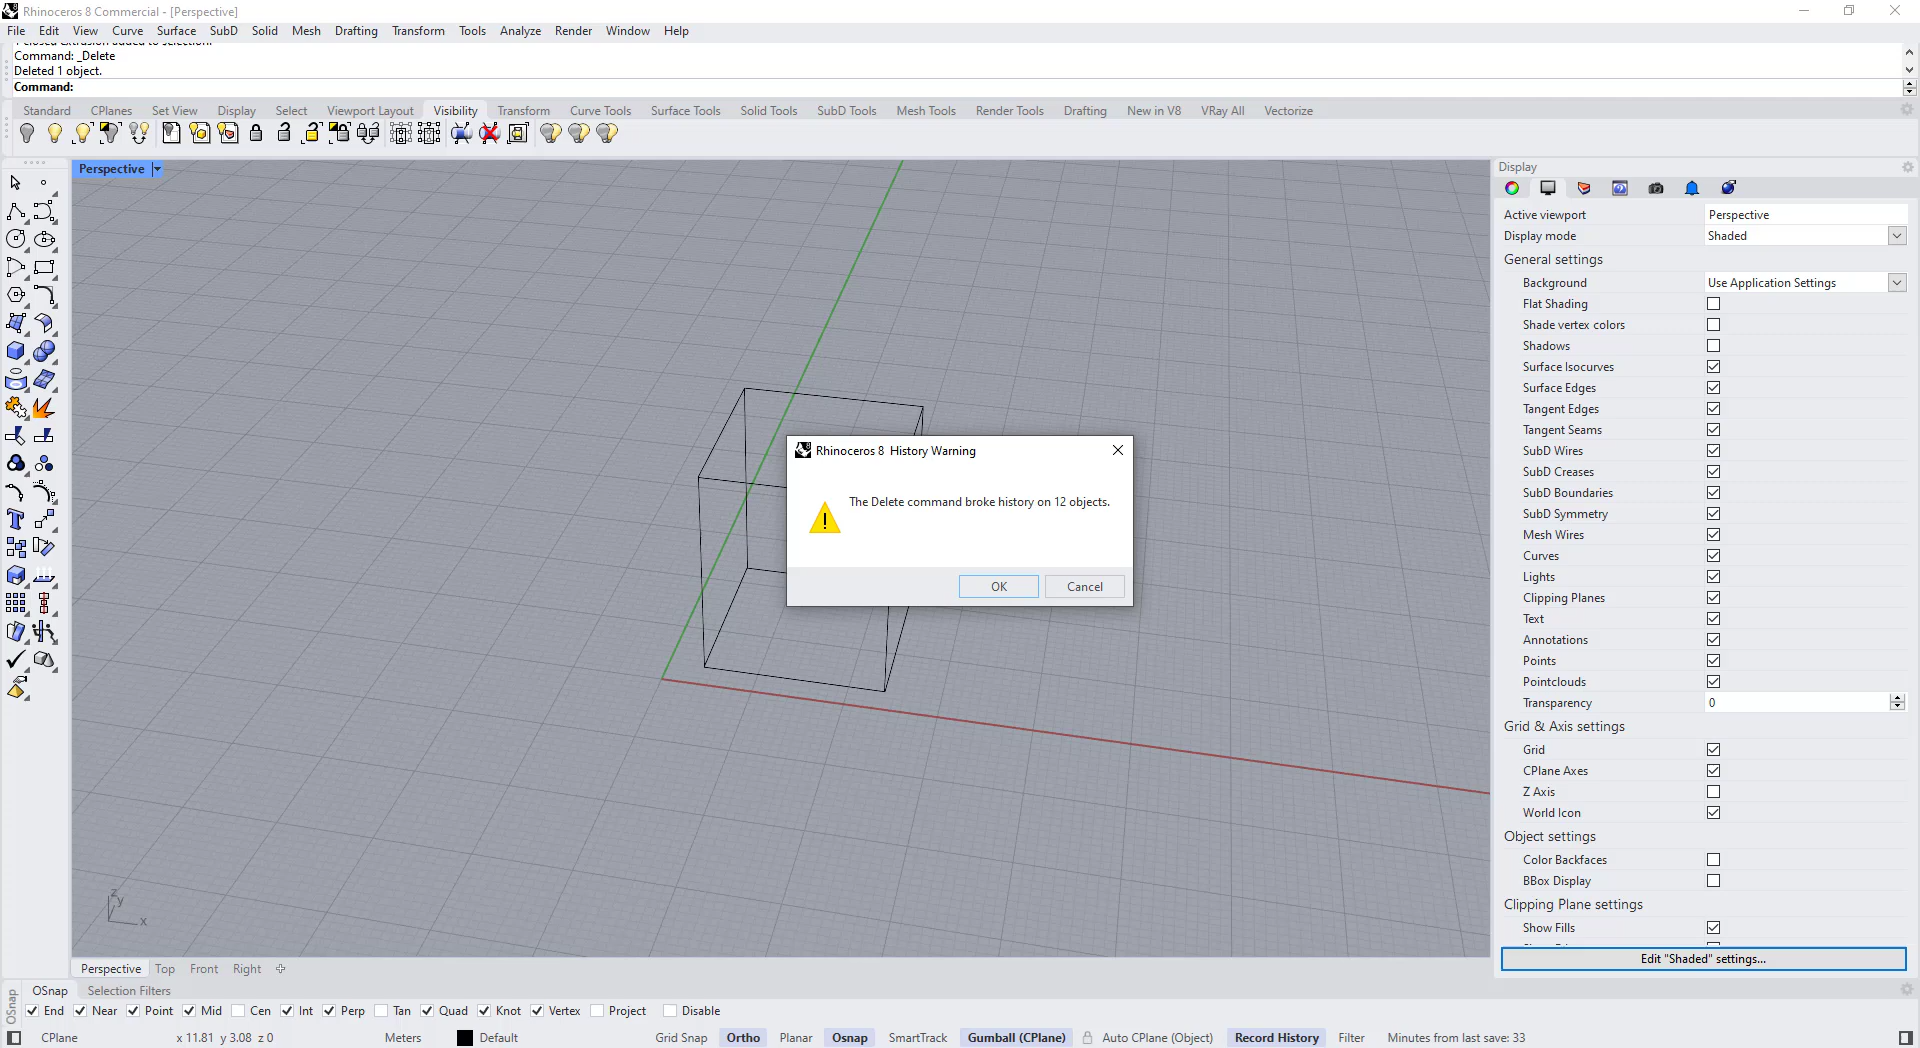 Rhinoceros 8 Commercial - [Perspective]
File Edit View Curve Surface SubD Solid Mesh Drafting Transform Tools Analyze Render Window Help
1 closed extrusion added to selection.
Command: _Delete
Deleted 1 object.
Command:
Standard CPlanes Set View Display Select Viewport Layout Visibility Transform Curve Tools Surface Tools Solid Tools SubD Tools Mesh Tools Render Tools Drafting New in V8 VRay All Vectorize
Perspective
Display
Active viewport Perspective
Display mode Shaded
General settings
Background Use Application Settings
Flat Shading
Shade vertex colors
Shadows
Surface Isocurves
Surface Edges
Tangent Edges
Tangent Seams
SubD Wires
SubD Creases
SubD Boundaries
SubD Symmetry
Mesh Wires
Curves
Lights
Clipping Planes
Text
Annotations
Points
Pointclouds
Transparency 0
Grid & Axis settings
Grid
CPlane Axes
Z Axis
World Icon
Object settings
Color Backfaces
BBox Display
Clipping Plane settings
Show Fills
Edit "Shaded" settings...
Rhinoceros 8 History Warning
The Delete command broke history on 12 objects.
OK Cancel
z
y
x
Perspective Top Front Right
OSnap Selection Filters
OSnap
End Near Point Mid Cen Int Perp Tan Quad Knot Vertex Project Disable
CPlane x 11.81 y 3.08 z 0 Meters Default Grid Snap Ortho Planar Osnap SmartTrack Gumball (CPlane) Auto CPlane (Object) Record History Filter Minutes from last save: 33